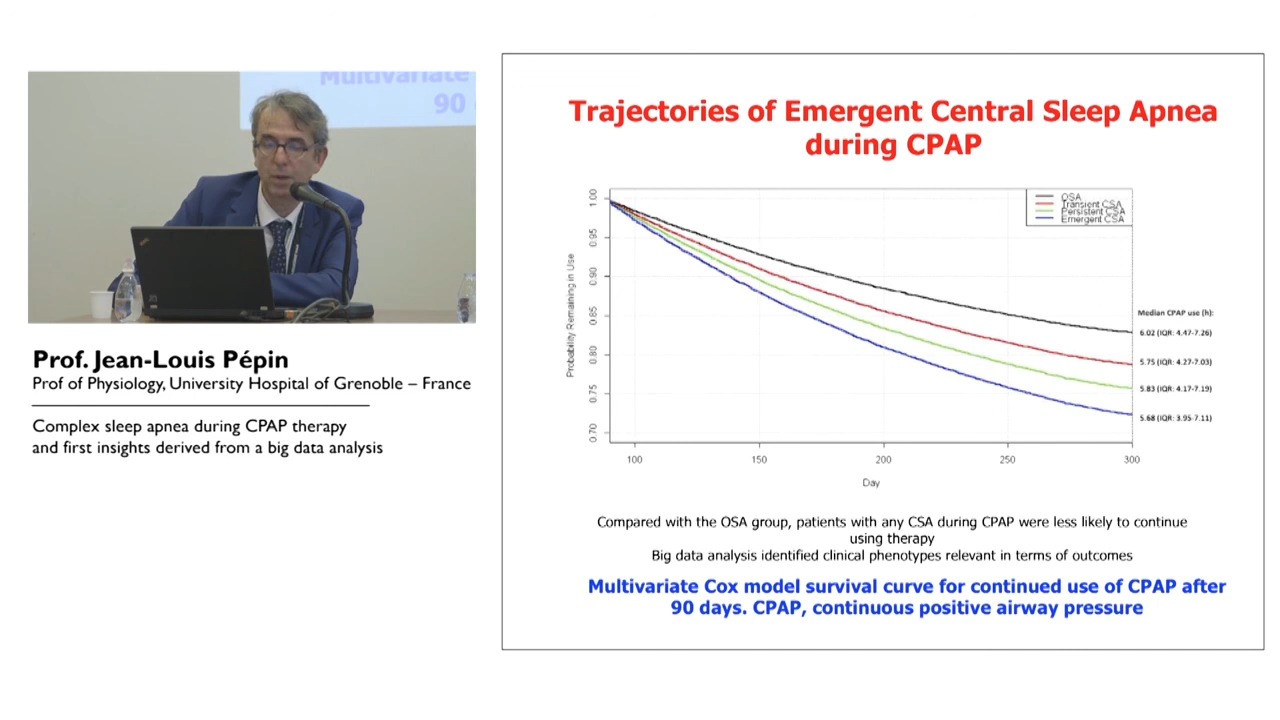 Multivariate
90
Prof. Jean-Louis Pépin
Prof of Physiology, University Hospital of Grenoble – France
Complex sleep apnea during CPAP therapy
and first insights derived from a big data analysis
Trajectories of Emergent Central Sleep Apnea
during CPAP
OSA
Transient CSA
Persistent CSA
Emergent CSA
Probability Remaining in Use
1.00
0.95
0.90
0.85
0.80
0.75
0.70
100 150 200 250 300
Day
Median CPAP use (h):
6.02 (IQR: 4.47-7.26)
5.75 (IQR: 4.27-7.03)
5.83 (IQR: 4.17-7.19)
5.68 (IQR: 3.95-7.11)
Compared with the OSA group, patients with any CSA during CPAP were less likely to continue
using therapy
Big data analysis identified clinical phenotypes relevant in terms of outcomes
Multivariate Cox model survival curve for continued use of CPAP after
90 days. CPAP, continuous positive airway pressure